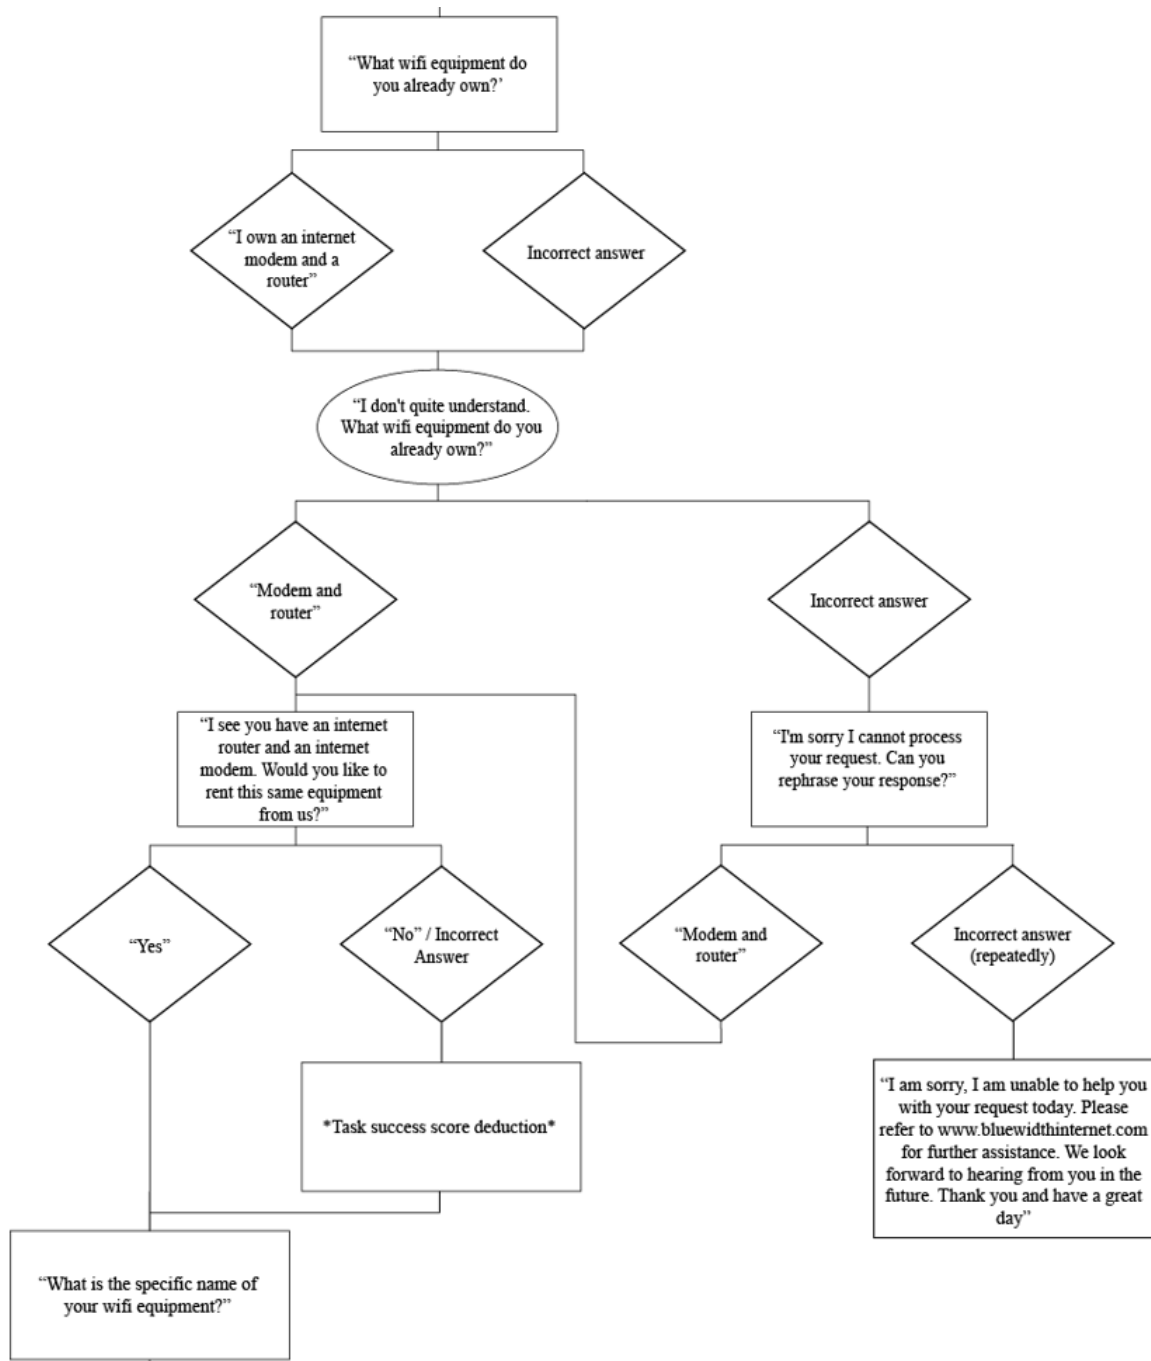 “What wifi equipment do
you already own?’
“I own an internet
modem and a
router”
Incorrect answer
“I don't quite understand.
What wifi equipment do you
already own?”
“Modem and
router”
Incorrect answer
“I see you have an internet
router and an internet
modem. Would you like to
rent this same equipment
from us?”
“I'm sorry I cannot process
your request. Can you
rephrase your response?”
“Yes”
“No” / Incorrect
Answer
“Modem and
router”
Incorrect answer
(repeatedly)
*Task success score deduction*
“I am sorry, I am unable to help you
with your request today. Please
refer to www.bluewidthinternet.com
for further assistance. We look
forward to hearing from you in the
future. Thank you and have a great
day”
“What is the specific name of
your wifi equipment?”